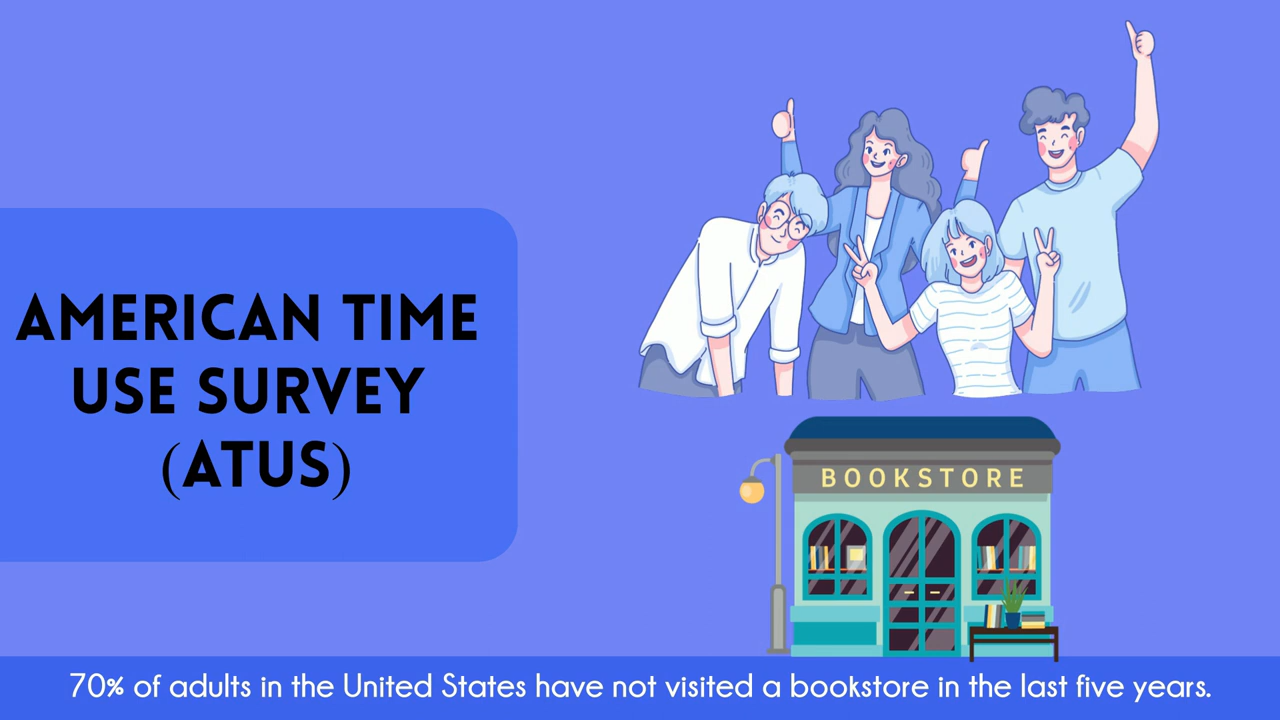 AMERICAN TIME
USE SURVEY
(ATUS)
BOOKSTORE
70% of adults in the United States have not visited a bookstore in the last five years.